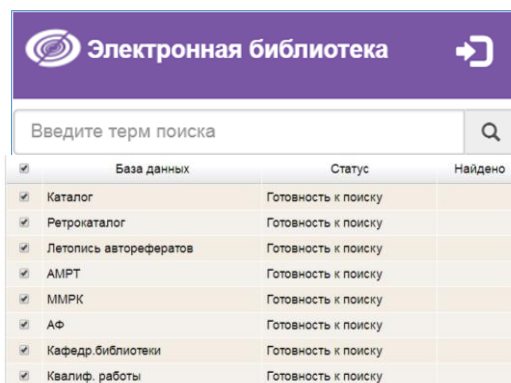 Электронная библиотека
Введите терм поиска
База данных Статус Найдено
Каталог Готовность к поиску
Ретрокаталог Готовность к поиску
Летопись авторефератов Готовность к поиску
АМРТ Готовность к поиску
ММРК Готовность к поиску
АФ Готовность к поиску
Кафедр.библиотеки Готовность к поиску
Квалиф. работы Готовность к поиску